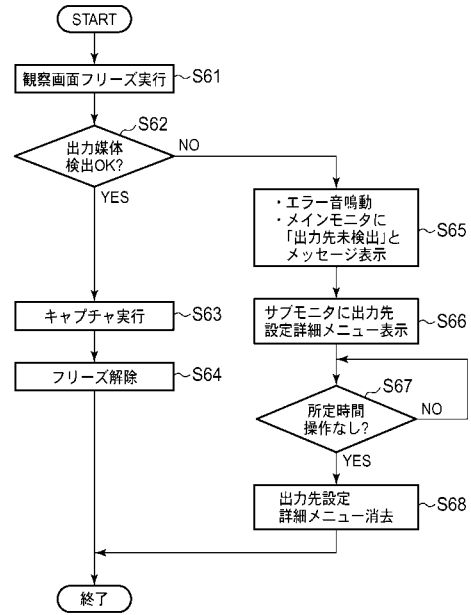 START
観察画面フリーズ実行
S61
S62
出力媒体
検出OK?
NO
YES
・エラー音鳴動
・メインモニタに
「出力先未検出」と
メッセージ表示
S65
サブモニタに出力先
設定詳細メニュー表示
S66
キャプチャ実行
S63
フリーズ解除
S64
S67
所定時間
操作なし?
NO
YES
出力先設定
詳細メニュー消去
S68
終了